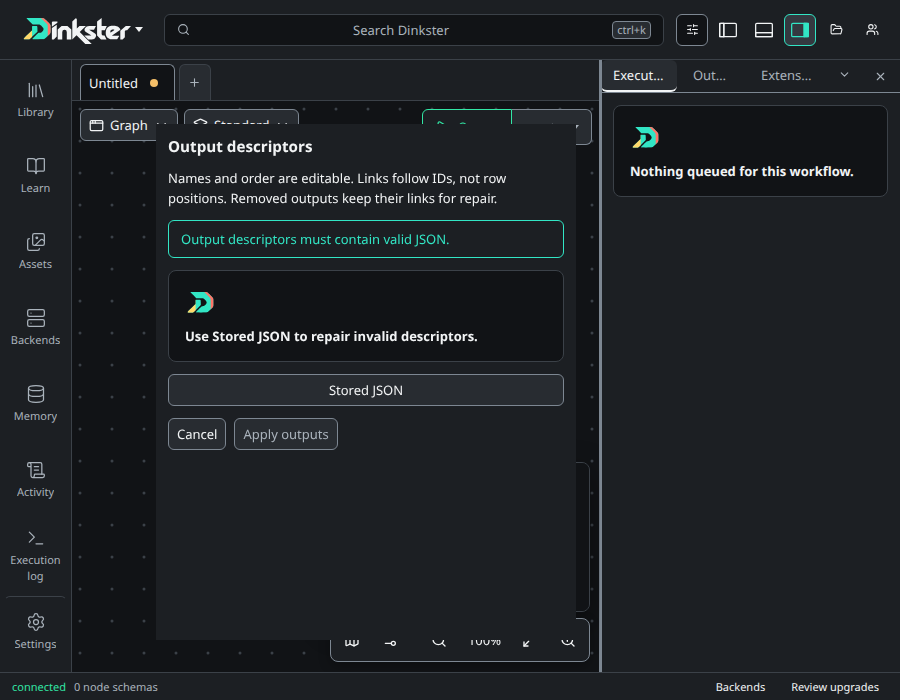 Dinkster
Search Dinkster
ctrl+k
Library
Learn
Assets
Backends
Memory
Activity
Execution
log
Settings
Untitled
+
Graph
Standard
Output descriptors
Names and order are editable. Links follow IDs, not row
positions. Removed outputs keep their links for repair.
Output descriptors must contain valid JSON.
Use Stored JSON to repair invalid descriptors.
Stored JSON
Cancel
Apply outputs
100%
Execut...
Out...
Extens...
Nothing queued for this workflow.
connected
0 node schemas
Backends
Review upgrades